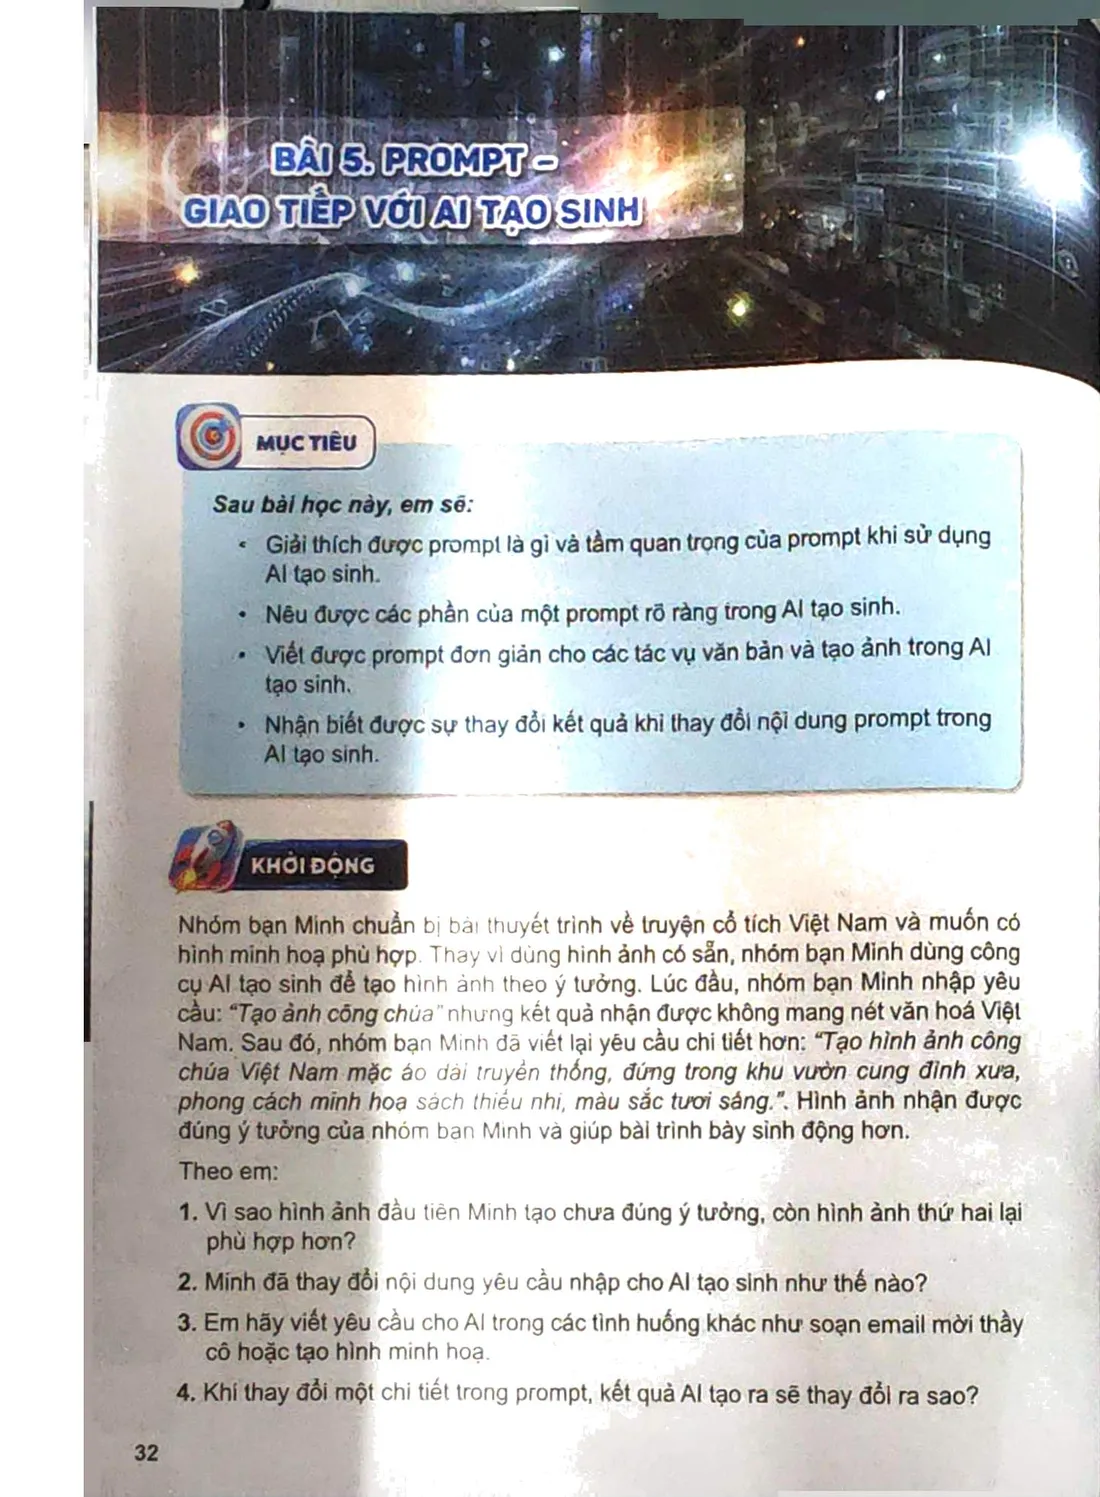 BÀI 5. PROMPT –
GIAO TIẾP VỚI AI TẠO SINH
MỤC TIÊU
Sau bài học này, em sẽ:
• Giải thích được prompt là gì và tầm quan trọng của prompt khi sử dụng
AI tạo sinh.
• Nêu được các phần của một prompt rõ ràng trong AI tạo sinh.
• Viết được prompt đơn giản cho các tác vụ văn bản và tạo ảnh trong AI
tạo sinh.
• Nhận biết được sự thay đổi kết quả khi thay đổi nội dung prompt trong
AI tạo sinh.
KHỞI ĐỘNG
Nhóm bạn Minh chuẩn bị bài thuyết trình về truyện cổ tích Việt Nam và muốn có
hình minh hoạ phù hợp. Thay vì dùng hình ảnh có sẵn, nhóm bạn Minh dùng công
cụ AI tạo sinh để tạo hình ảnh theo ý tưởng. Lúc đầu, nhóm bạn Minh nhập yêu
cầu: “Tạo ảnh công chúa” nhưng kết quả nhận được không mang nét văn hoá Việt
Nam. Sau đó, nhóm bạn Minh đã viết lại yêu cầu chi tiết hơn: “Tạo hình ảnh công
chúa Việt Nam mặc áo dài truyền thống, đứng trong khu vườn cung đình xưa,
phong cách minh hoạ sách thiếu nhi, màu sắc tươi sáng.”. Hình ảnh nhận được
đúng ý tưởng của nhóm bạn Minh và giúp bài trình bày sinh động hơn.
Theo em:
1. Vì sao hình ảnh đầu tiên Minh tạo chưa đúng ý tưởng, còn hình ảnh thứ hai lại
phù hợp hơn?
2. Minh đã thay đổi nội dung yêu cầu nhập cho AI tạo sinh như thế nào?
3. Em hãy viết yêu cầu cho AI trong các tình huống khác như soạn email mời thầy
cô hoặc tạo hình minh hoạ.
4. Khi thay đổi một chi tiết trong prompt, kết quả AI tạo ra sẽ thay đổi ra sao?
32